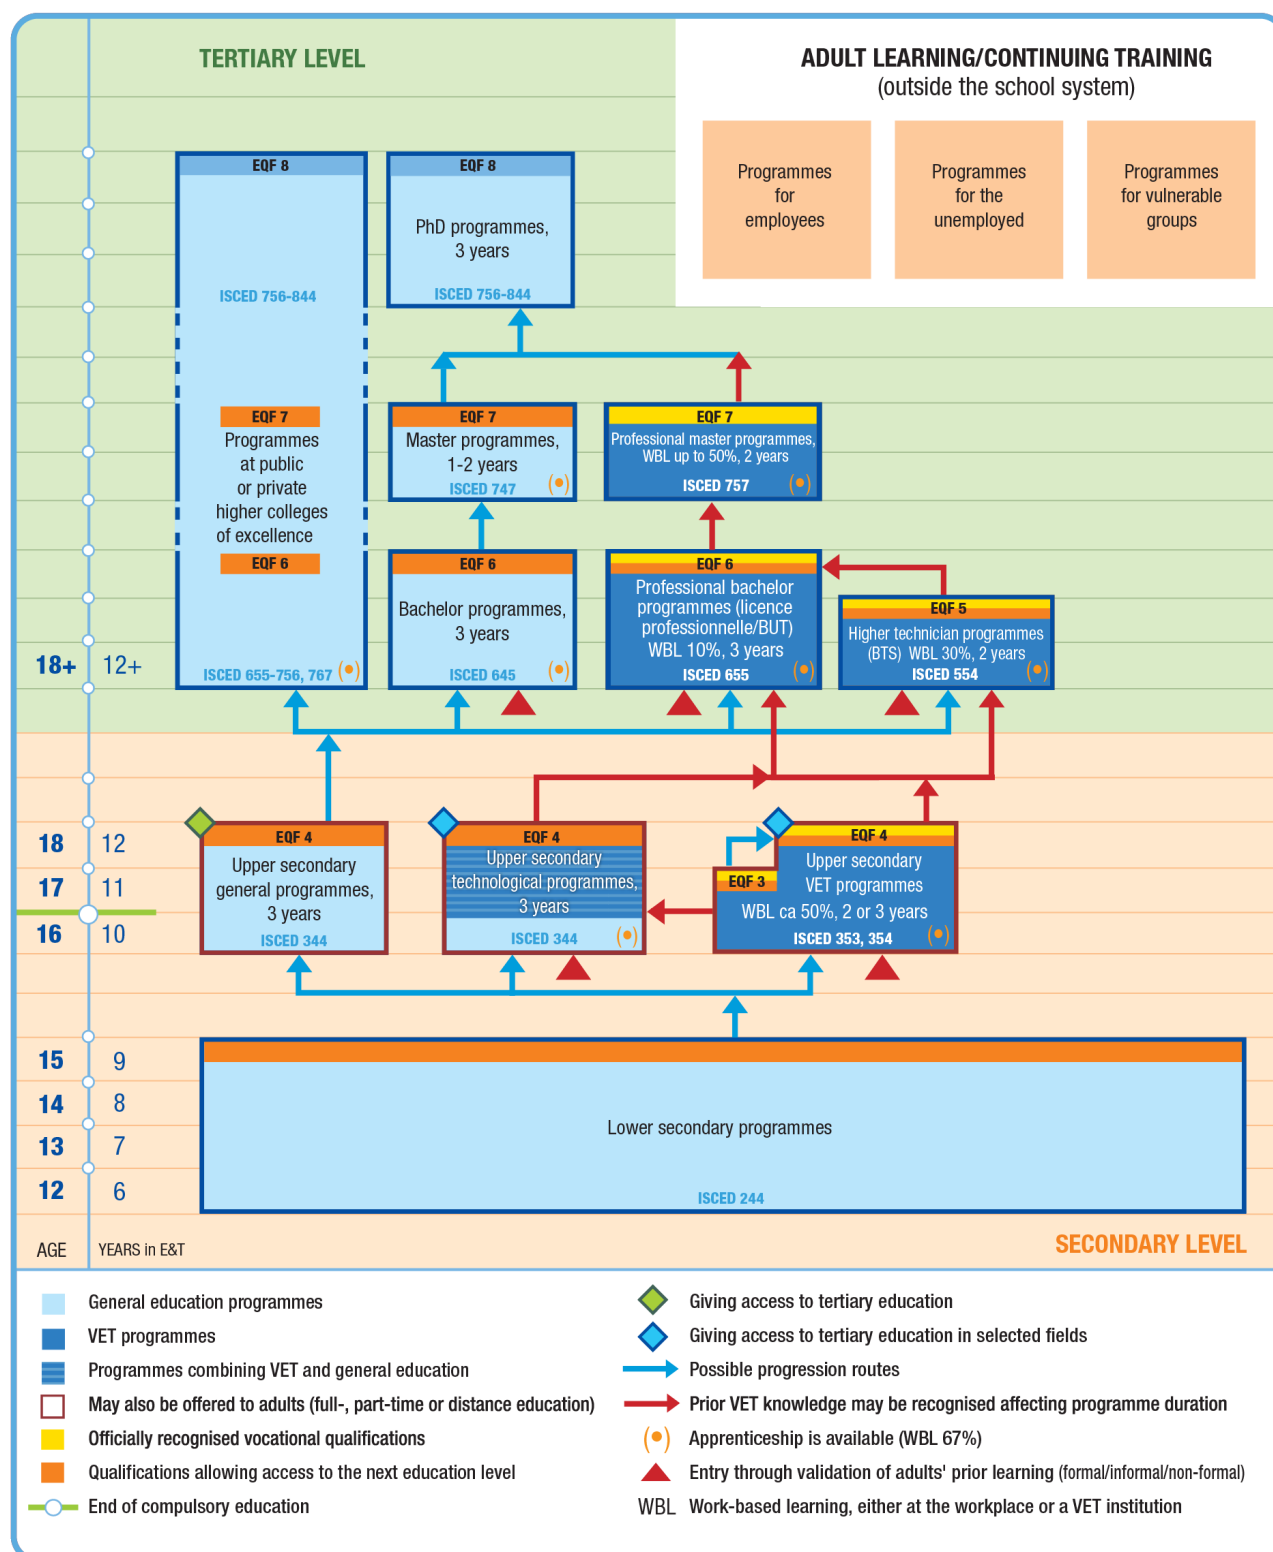 TERTIARY LEVEL
ADULT LEARNING/CONTINUING TRAINING
(outside the school system)
Programmes
for
employees
Programmes
for the
unemployed
Programmes
for vulnerable
groups
EQF 8
ISCED 756-844
EQF 7
Programmes
at public
or private
higher colleges
of excellence
EQF 6
ISCED 655-756, 767
EQF 8
PhD programmes,
3 years
ISCED 756-844
EQF 7
Master programmes,
1-2 years
ISCED 747
EQF 7
Professional master programmes,
WBL up to 50%, 2 years
ISCED 757
EQF 6
Bachelor programmes,
3 years
ISCED 645
EQF 6
Professional bachelor
programmes (licence
professionnelle/BUT)
WBL 10%, 3 years
ISCED 655
EQF 5
Higher technician programmes
(BTS) WBL 30%, 2 years
ISCED 554
18+ 12+
18 12
17 11
16 10
EQF 4
Upper secondary
general programmes,
3 years
ISCED 344
EQF 4
Upper secondary
technological programmes,
3 years
ISCED 344
EQF 4
EQF 3
Upper secondary
VET programmes
WBL ca 50%, 2 or 3 years
ISCED 353, 354
15 9
14 8
13 7
12 6
Lower secondary programmes
ISCED 244
AGE YEARS in E&T
SECONDARY LEVEL
General education programmes
VET programmes
Programmes combining VET and general education
May also be offered to adults (full-, part-time or distance education)
Officially recognised vocational qualifications
Qualifications allowing access to the next education level
End of compulsory education
Giving access to tertiary education
Giving access to tertiary education in selected fields
Possible progression routes
Prior VET knowledge may be recognised affecting programme duration
Apprenticeship is available (WBL 67%)
Entry through validation of adults' prior learning (formal/informal/non-formal)
WBL Work-based learning, either at the workplace or a VET institution